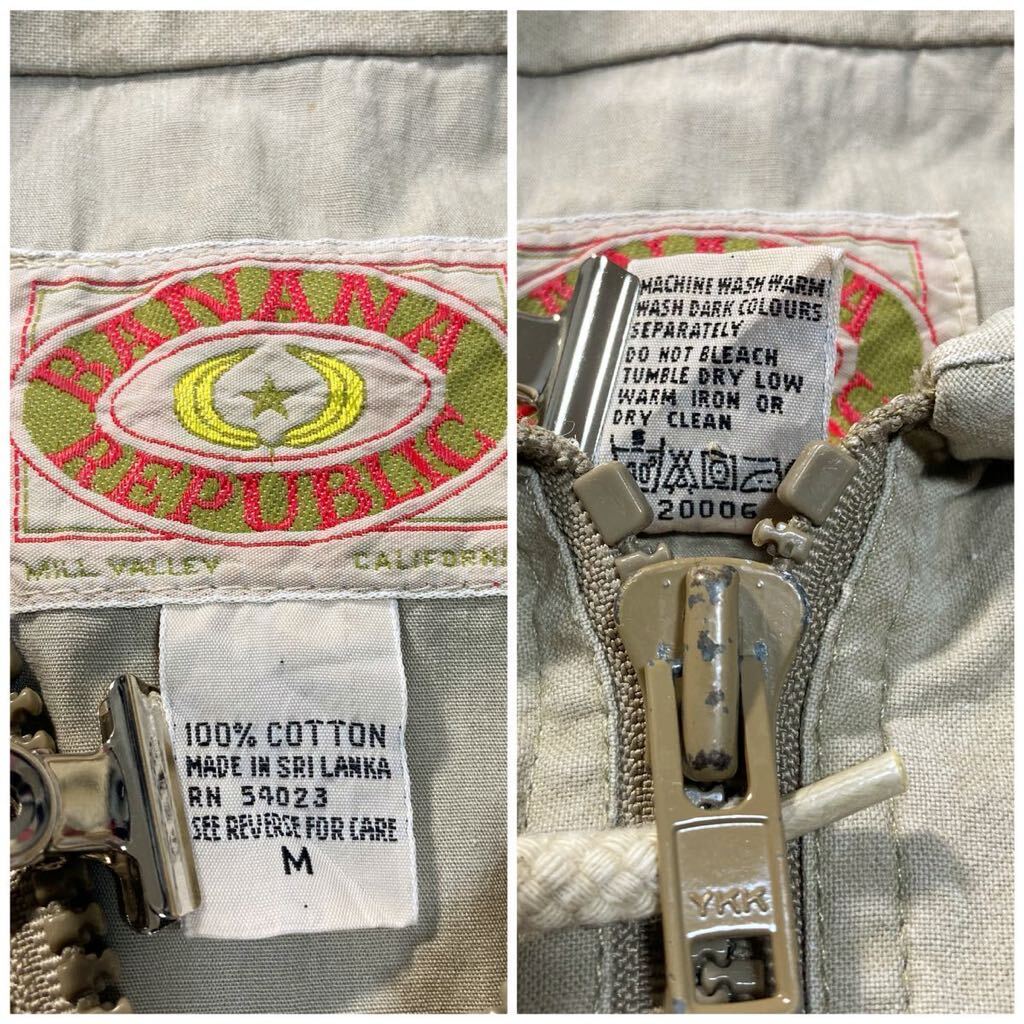 BANANA
REPUBLIC
MILL VALLEY CALIFORNI
100% COTTON
MADE IN SRI LANKA
RN 54023
SEE REVERSE FOR CARE
M
MACHINE WASH WARM
WASH DARK COLOURS
SEPARATELY
DO NOT BLEACH
TUMBLE DRY LOW
WARM IRON OR
DRY CLEAN
20006
YKK